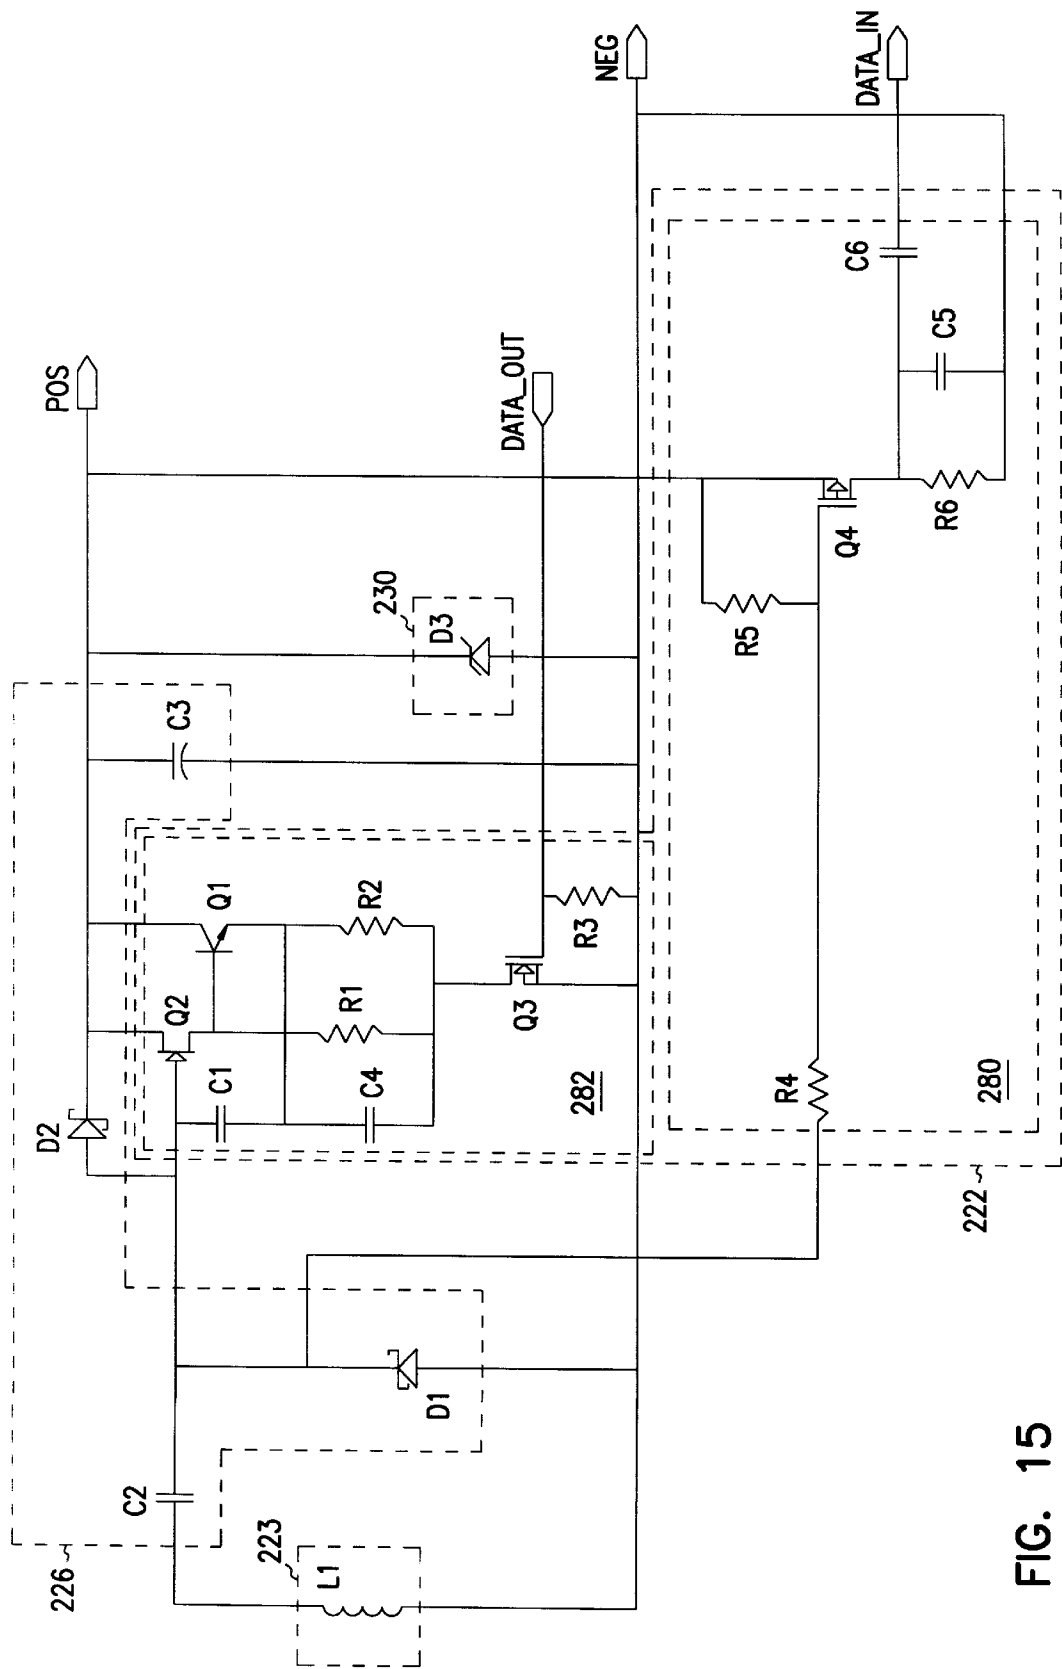 226
C2
223
L1
D1
D2
Q2
C1
Q1
R1
R2
C4
282
Q3
R3
C3
230
D3
POS
DATA_OUT
NEG
DATA_IN
222
280
R4
R5
Q4
R6
C5
C6
FIG. 15